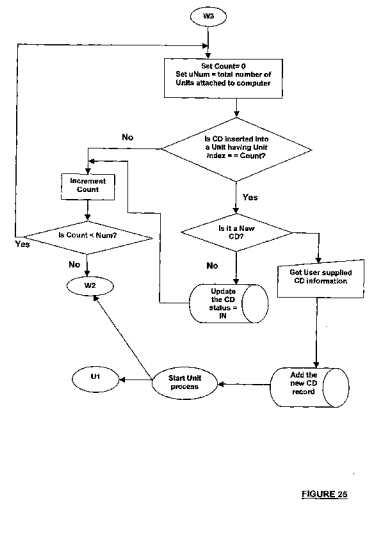 W3
Set Count= 0
Set uNum = total number of
Units attached to computer
No
Is CD inserted into
a Unit having Unit
Index = = Count?
Increment
Count
Yes
Is Count < Num?
Is it a New
CD?
Yes
No
No
Got User supplied
CD information
W2
Update
the CD
status =
IN
U1
Start Unit
process
Add the
new CD
record
FIGURE 25